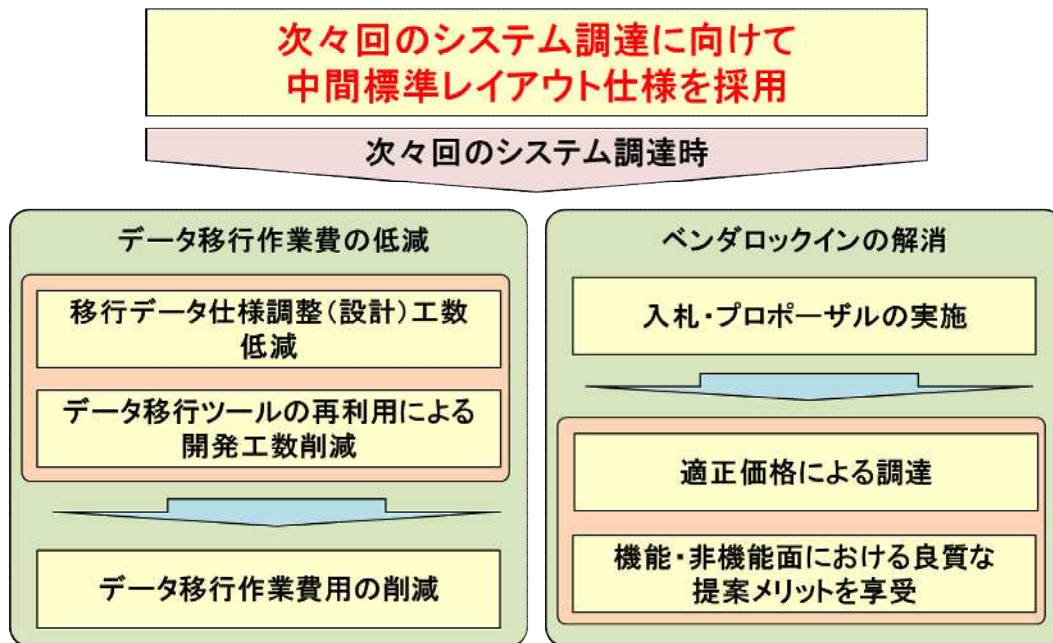 次々回のシステム調達に向けて
中間標準レイアウト仕様を採用
次々回のシステム調達時
データ移行作業費の低減
移行データ仕様調整(設計)工数
低減
データ移行ツールの再利用による
開発工数削減
データ移行作業費用の削減
ベンダロックインの解消
入札・プロポーザルの実施
適正価格による調達
機能・非機能面における良質な
提案メリットを享受